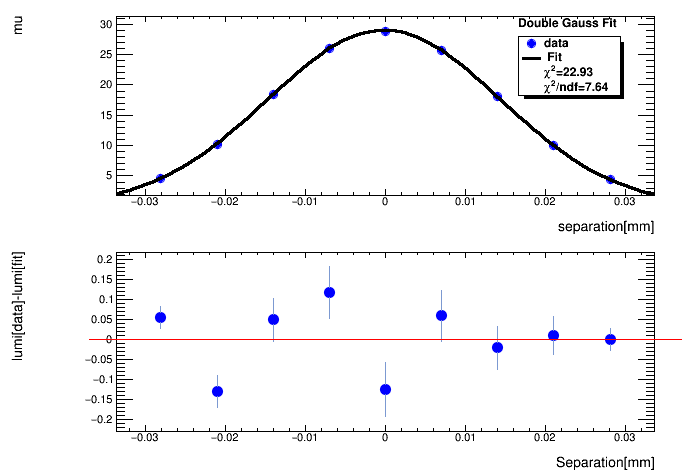 mu
Double Gauss Fit
data
Fit
χ²=22.93
χ²/ndf=7.64
30
25
20
15
10
5
−0.03 −0.02 −0.01 0 0.01 0.02 0.03
separation[mm]
lumi[data]-lumi[fit]
0.2
0.15
0.1
0.05
0
−0.05
−0.1
−0.15
−0.2
−0.03 −0.02 −0.01 0 0.01 0.02 0.03
Separation[mm]